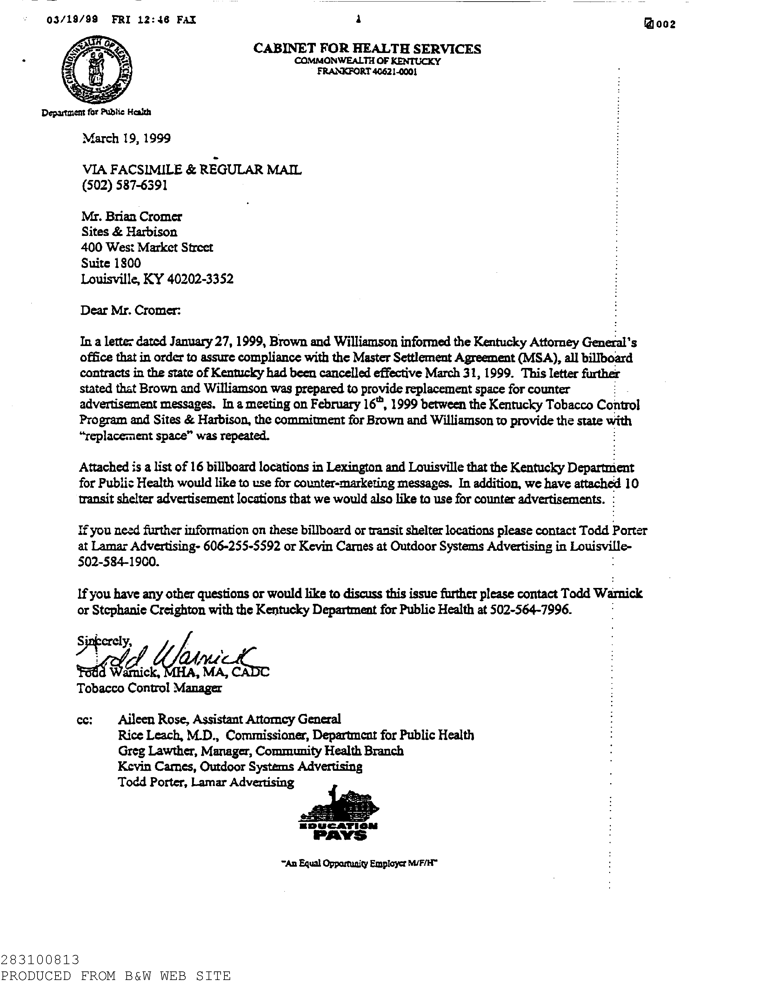 03/19/99 FRI 12:46 FAX 1 002
COMMONWEALTH OF KENTUCKY
CABINET FOR HEALTH SERVICES
COMMONWEALTH OF KENTUCKY
FRANKFORT 40621-0001
Department for Public Health
March 19, 1999
VIA FACSIMILE & REGULAR MAIL
(502) 587-6391
Mr. Brian Cromer
Sites & Harbison
400 West Market Street
Suite 1800
Louisville, KY 40202-3352
Dear Mr. Cromer:
In a letter dated January 27, 1999, Brown and Williamson informed the Kentucky Attorney General's
office that in order to assure compliance with the Master Settlement Agreement (MSA), all billboard
contracts in the state of Kentucky had been cancelled effective March 31, 1999. This letter further
stated that Brown and Williamson was prepared to provide replacement space for counter
advertisement messages. In a meeting on February 16th, 1999 between the Kentucky Tobacco Control
Program and Sites & Harbison, the commitment for Brown and Williamson to provide the state with
"replacement space" was repeated.
Attached is a list of 16 billboard locations in Lexington and Louisville that the Kentucky Department
for Public Health would like to use for counter-marketing messages. In addition, we have attached 10
transit shelter advertisement locations that we would also like to use for counter advertisements.
If you need further information on these billboard or transit shelter locations please contact Todd Porter
at Lamar Advertising- 606-255-5592 or Kevin Carnes at Outdoor Systems Advertising in Louisville-
502-584-1900.
If you have any other questions or would like to discuss this issue further please contact Todd Warnick
or Stephanie Creighton with the Kentucky Department for Public Health at 502-564-7996.
Sincerely,
Todd Warnick
Todd Warnick, MHA, MA, CADC
Tobacco Control Manager
cc: Aileen Rose, Assistant Attorney General
Rice Leach, M.D., Commissioner, Department for Public Health
Greg Lawther, Manager, Community Health Branch
Kevin Carnes, Outdoor Systems Advertising
Todd Porter, Lamar Advertising
EDUCATION
PAYS
"An Equal Opportunity Employer M/F/H"
283100813
PRODUCED FROM B&W WEB SITE